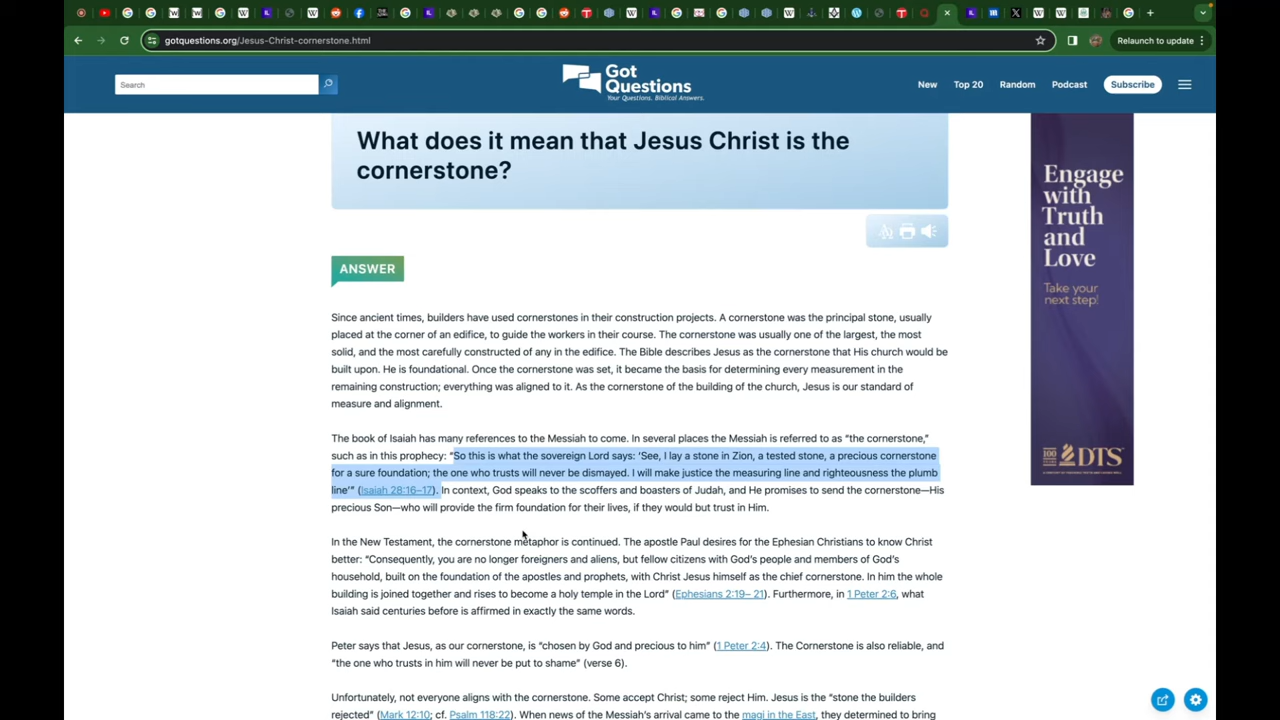 gotquestions.org/Jesus-Christ-cornerstone.html
Relaunch to update
Search
Got
Questions
Your Questions. Biblical Answers.
New
Top 20
Random
Podcast
Subscribe
What does it mean that Jesus Christ is the
cornerstone?
ANSWER
Since ancient times, builders have used cornerstones in their construction projects. A cornerstone was the principal stone, usually
placed at the corner of an edifice, to guide the workers in their course. The cornerstone was usually one of the largest, the most
solid, and the most carefully constructed of any in the edifice. The Bible describes Jesus as the cornerstone that His church would be
built upon. He is foundational. Once the cornerstone was set, it became the basis for determining every measurement in the
remaining construction; everything was aligned to it. As the cornerstone of the building of the church, Jesus is our standard of
measure and alignment.
The book of Isaiah has many references to the Messiah to come. In several places the Messiah is referred to as “the cornerstone,”
such as in this prophecy: “So this is what the sovereign Lord says: ‘See, I lay a stone in Zion, a tested stone, a precious cornerstone
for a sure foundation; the one who trusts will never be dismayed. I will make justice the measuring line and righteousness the plumb
line’” (Isaiah 28:16–17). In context, God speaks to the scoffers and boasters of Judah, and He promises to send the cornerstone—His
precious Son—who will provide the firm foundation for their lives, if they would but trust in Him.
In the New Testament, the cornerstone metaphor is continued. The apostle Paul desires for the Ephesian Christians to know Christ
better: “Consequently, you are no longer foreigners and aliens, but fellow citizens with God’s people and members of God’s
household, built on the foundation of the apostles and prophets, with Christ Jesus himself as the chief cornerstone. In him the whole
building is joined together and rises to become a holy temple in the Lord” (Ephesians 2:19– 21). Furthermore, in 1 Peter 2:6, what
Isaiah said centuries before is affirmed in exactly the same words.
Peter says that Jesus, as our cornerstone, is “chosen by God and precious to him” (1 Peter 2:4). The Cornerstone is also reliable, and
“the one who trusts in him will never be put to shame” (verse 6).
Unfortunately, not everyone aligns with the cornerstone. Some accept Christ; some reject Him. Jesus is the “stone the builders
rejected” (Mark 12:10; cf. Psalm 118:22). When news of the Messiah’s arrival came to the magi in the East, they determined to bring
Engage
with
Truth
and
Love
Take your
next step!
100
DTS